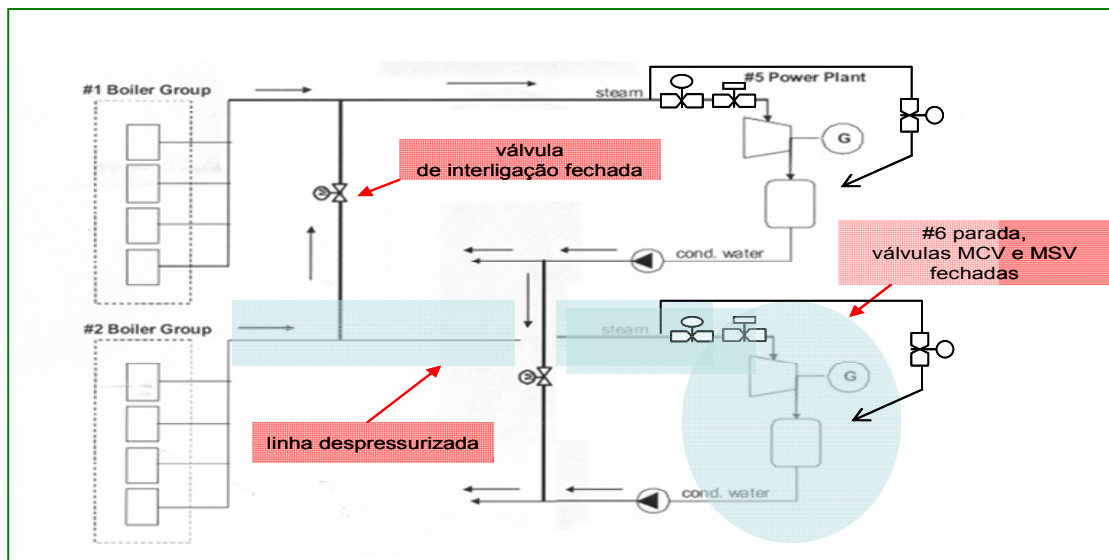 #5 Power Plant
#1 Boiler Group
steam
G
válvula
de interligação fechada
#6 parada,
válvulas MCV e MSV
fechadas
cond. water
#2 Boiler Group
steam
G
linha despressurizada
cond. water